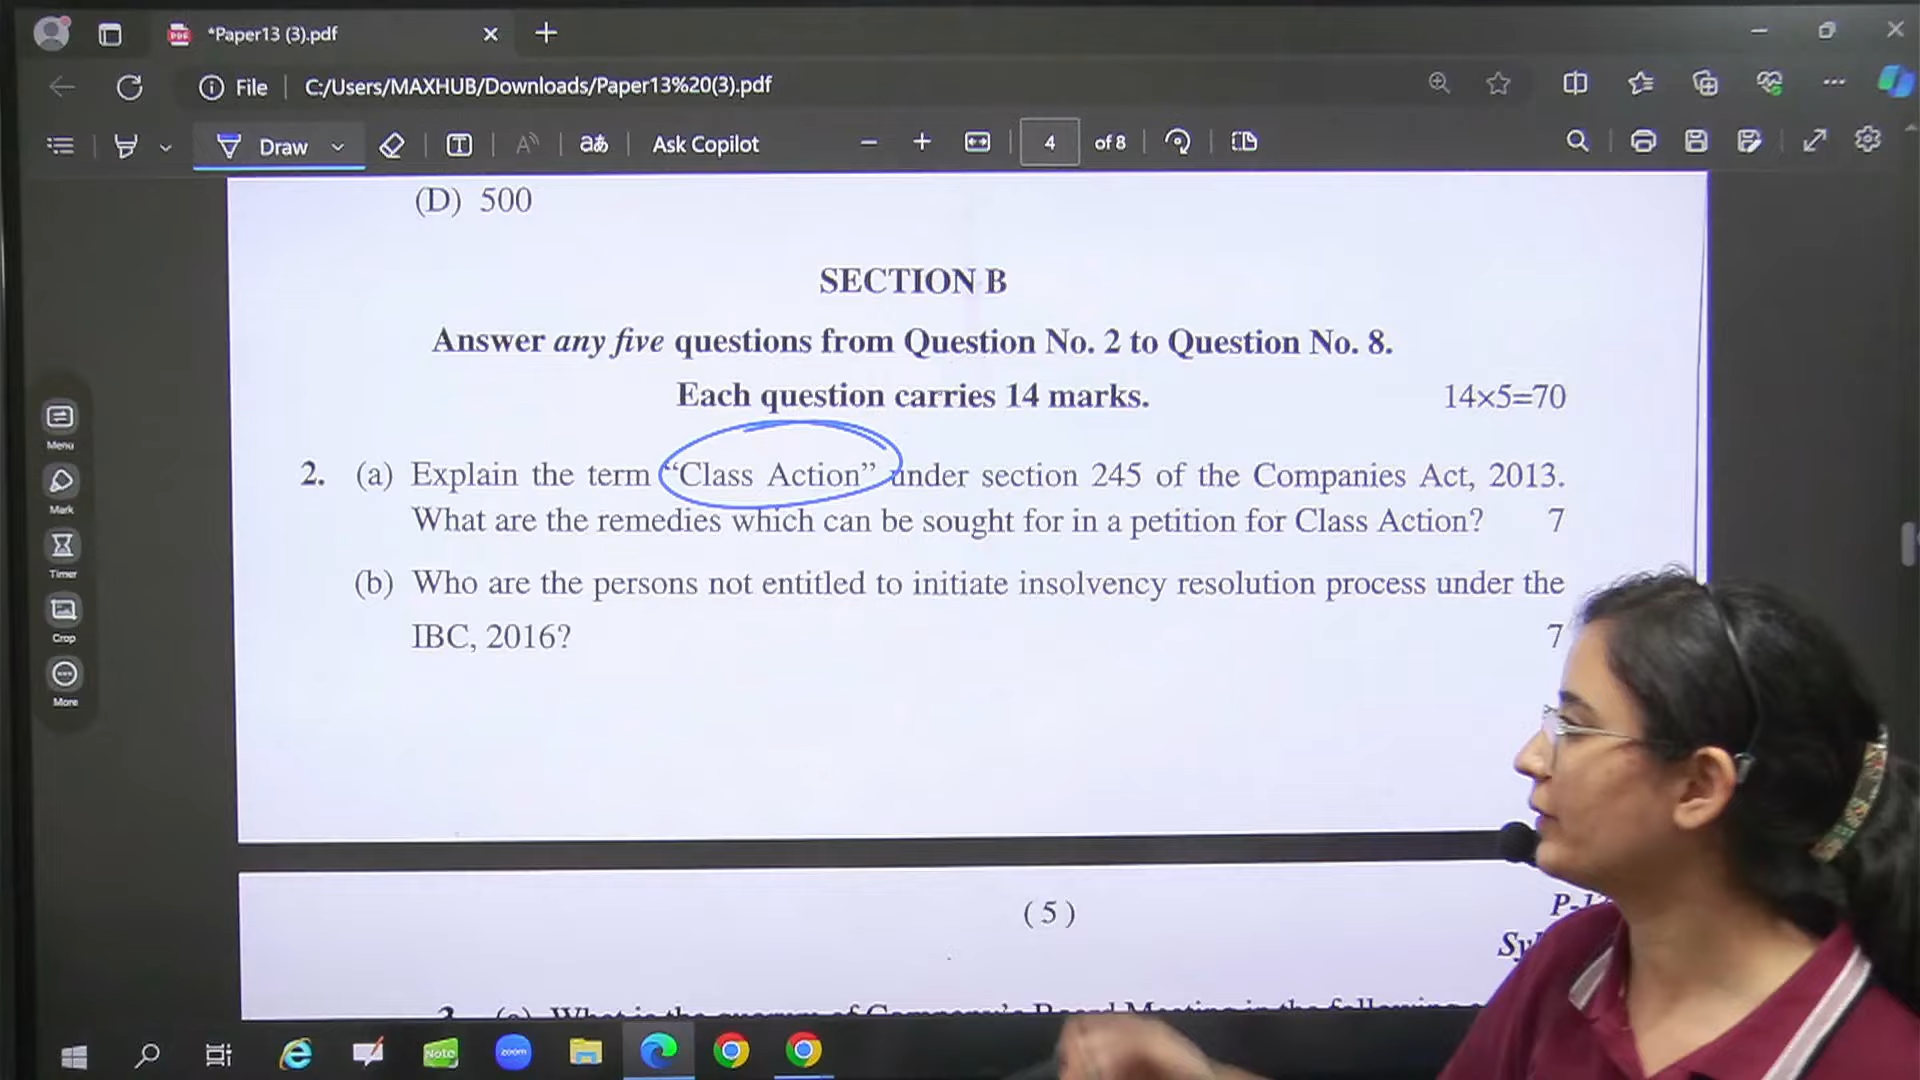 *Paper13 (3).pdf
File C:/Users/MAXHUB/Downloads/Paper13%20(3).pdf
Draw Ask Copilot 4 of 8
(D) 500
SECTION B
Answer any five questions from Question No. 2 to Question No. 8.
Each question carries 14 marks. 14×5=70
2. (a) Explain the term “Class Action” under section 245 of the Companies Act, 2013.
What are the remedies which can be sought for in a petition for Class Action? 7
(b) Who are the persons not entitled to initiate insolvency resolution process under the
IBC, 2016? 7
Menu
Mark
Timer
Crop
More
(5)
Note
zoom